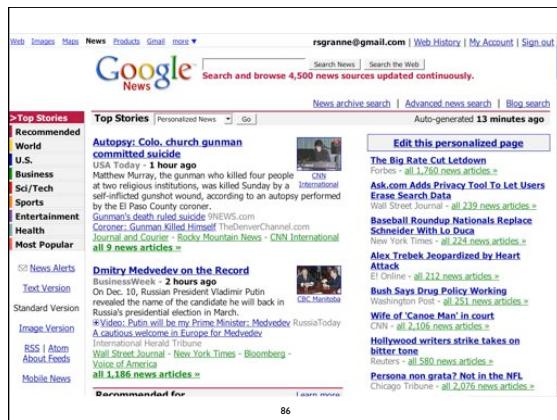 Web Images Maps News Products Gmail more ▼
rsgranne@gmail.com | Web History | My Account | Sign out
Google
News
Search News Search the Web
Search and browse 4,500 news sources updated continuously.
News archive search | Advanced news search | Blog search
>Top Stories
Recommended
World
U.S.
Business
Sci/Tech
Sports
Entertainment
Health
Most Popular
News Alerts
Text Version
Standard Version
Image Version
RSS | Atom
About Feeds
Mobile News
Top Stories Personalized News Go
Auto-generated 13 minutes ago
Autopsy: Colo. church gunman
committed suicide
USA Today - 1 hour ago
Matthew Murray, the gunman who killed four people
at two religious institutions, was killed Sunday by a
self-inflicted gunshot wound, according to an autopsy performed
by the El Paso County coroner.
Gunman's death ruled suicide 9NEWS.com
Coroner: Gunman Killed Himself TheDenverChannel.com
Journal and Courier - Rocky Mountain News - CNN International
all 9 news articles »
CNN
International
Dmitry Medvedev on the Record
BusinessWeek - 2 hours ago
On Dec. 10, Russian President Vladimir Putin
revealed the name of the candidate he will back in
Russia's presidential election in March.
Video: Putin will be my Prime Minister: Medvedev RussiaToday
A cautious welcome in Europe for Medvedev
International Herald Tribune
Wall Street Journal - New York Times - Bloomberg -
Voice of America
all 1,186 news articles »
CBC Manitoba
Recommended for
Learn more
Edit this personalized page
The Big Rate Cut Letdown
Forbes - all 1,760 news articles »
Ask.com Adds Privacy Tool To Let Users
Erase Search Data
Wall Street Journal - all 239 news articles »
Baseball Roundup Nationals Replace
Schneider With Lo Duca
New York Times - all 224 news articles »
Alex Trebek Jeopardized by Heart
Attack
E! Online - all 212 news articles »
Bush Says Drug Policy Working
Washington Post - all 251 news articles »
Wife of 'Canoe Man' in court
CNN - all 2,106 news articles »
Hollywood writers strike takes on
bitter tone
Reuters - all 580 news articles »
Persona non grata? Not in the NFL
Chicago Tribune - all 2,076 news articles »
86